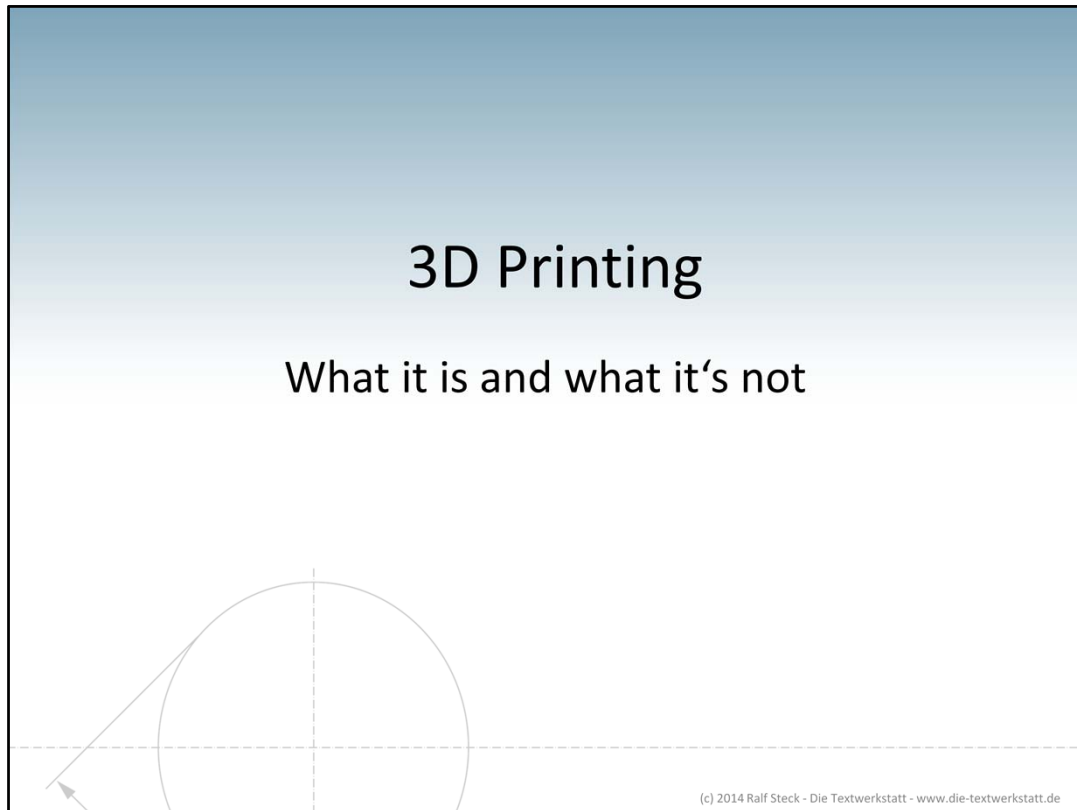 3D Printing
What it is and what it‘s not
(c) 2014 Ralf Steck - Die Textwerkstatt - www.die-textwerkstatt.de